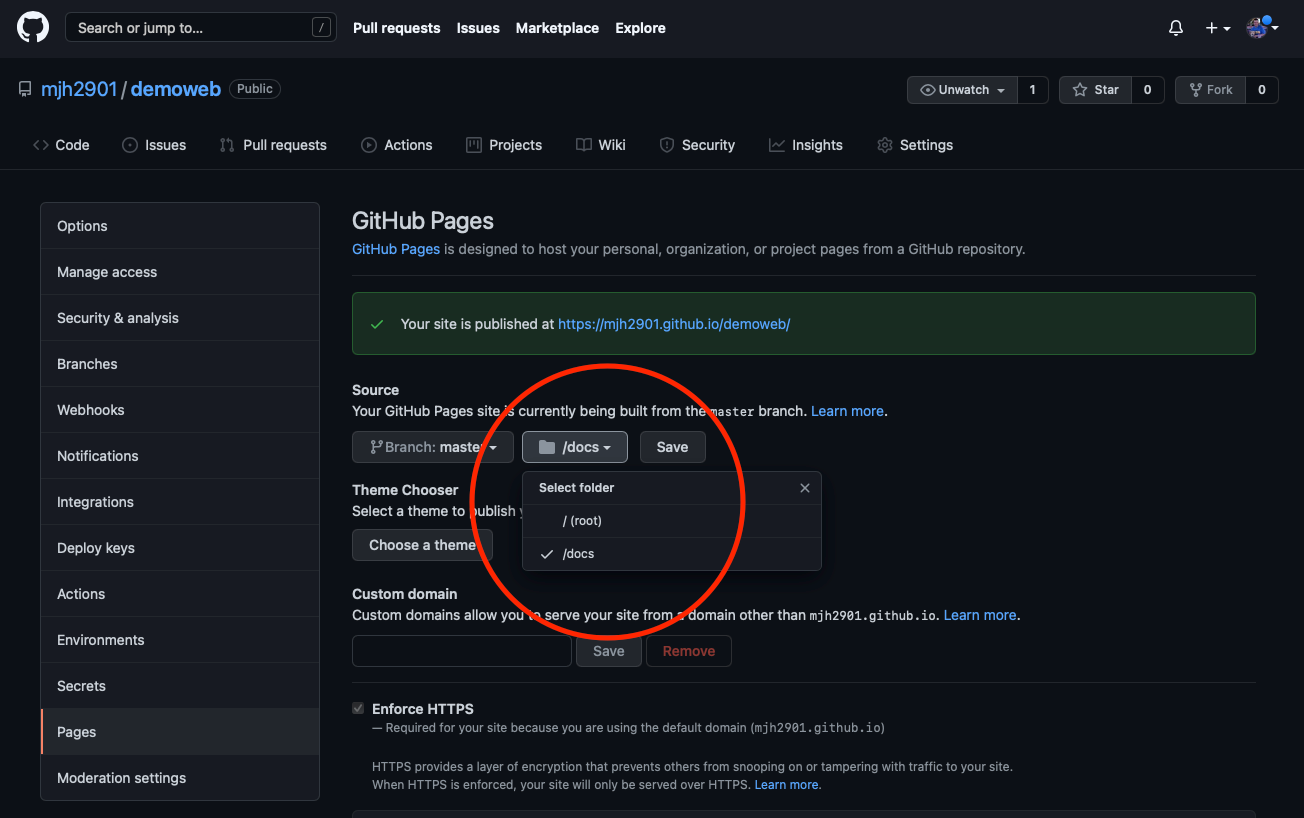 Search or jump to... /
Pull requests Issues Marketplace Explore
mjh2901 / demoweb Public
Unwatch 1 Star 0 Fork 0
Code Issues Pull requests Actions Projects Wiki Security Insights Settings
Options
Manage access
Security & analysis
Branches
Webhooks
Notifications
Integrations
Deploy keys
Actions
Environments
Secrets
Pages
Moderation settings
GitHub Pages
GitHub Pages is designed to host your personal, organization, or project pages from a GitHub repository.
Your site is published at https://mjh2901.github.io/demoweb/
Source
Your GitHub Pages site is currently being built from the master branch. Learn more.
Branch: master /docs Save
Select folder
/ (root)
/docs
Theme Chooser
Select a theme to publish
Choose a theme
Custom domain
Custom domains allow you to serve your site from a domain other than mjh2901.github.io. Learn more.
Save Remove
Enforce HTTPS
— Required for your site because you are using the default domain (mjh2901.github.io)
HTTPS provides a layer of encryption that prevents others from snooping on or tampering with traffic to your site.
When HTTPS is enforced, your site will only be served over HTTPS. Learn more.